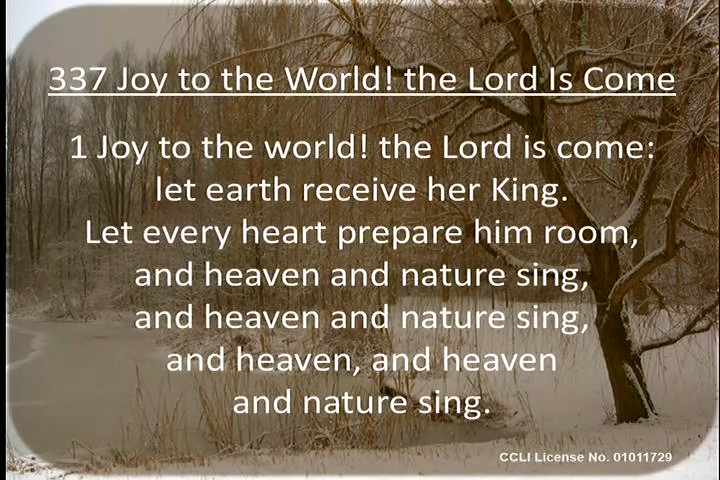 337 Joy to the World! the Lord Is Come
1 Joy to the world! the Lord is come:
let earth receive her King.
Let every heart prepare him room,
and heaven and nature sing,
and heaven and nature sing,
and heaven, and heaven
and nature sing.
CCLI License No. 01011729